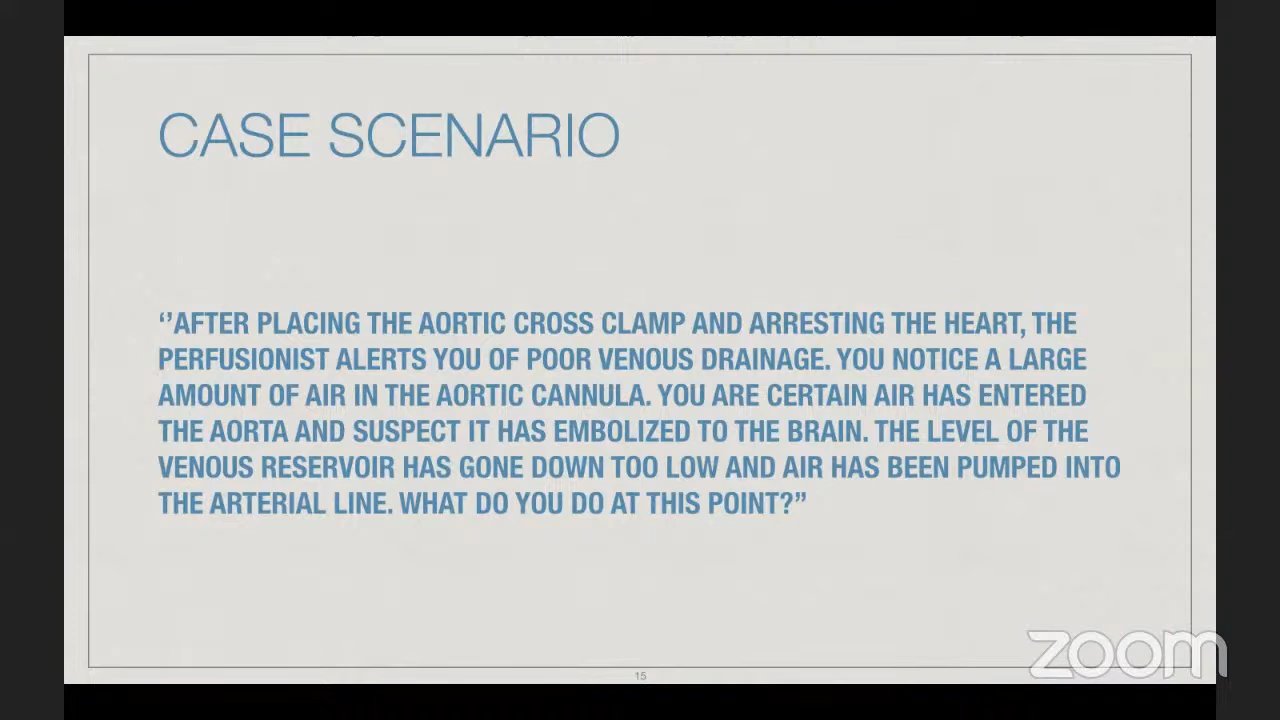 CASE SCENARIO
‘’AFTER PLACING THE AORTIC CROSS CLAMP AND ARRESTING THE HEART, THE
PERFUSIONIST ALERTS YOU OF POOR VENOUS DRAINAGE. YOU NOTICE A LARGE
AMOUNT OF AIR IN THE AORTIC CANNULA. YOU ARE CERTAIN AIR HAS ENTERED
THE AORTA AND SUSPECT IT HAS EMBOLIZED TO THE BRAIN. THE LEVEL OF THE
VENOUS RESERVOIR HAS GONE DOWN TOO LOW AND AIR HAS BEEN PUMPED INTO
THE ARTERIAL LINE. WHAT DO YOU DO AT THIS POINT?”
zoom
15